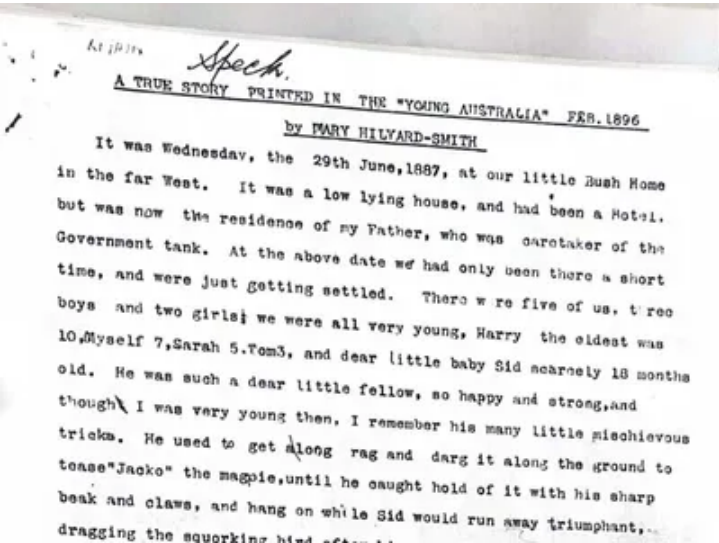 Spech.
A TRUE STORY PRINTED IN THE "YOUNG AUSTRALIA" FEB.1896
by MARY HILYARD-SMITH
It was Wednesday, the 29th June,1887, at our little Bush Home
in the far West. It was a low lying house, and had been a Hotel.
but was now the residence of my Father, who was caretaker of the
Government tank. At the above date we had only been there a short
time, and were just getting settled. There w re five of us, t ree
boys and two girls; we were all very young, Harry the eldest was
10,Myself 7,Sarah 5.Tom3, and dear little baby Sid scarcely 18 months
old. He was such a dear little fellow, so happy and strong,and
though I was very young then, I remember his many little mischievous
tricks. He used to get along rag and darg it along the ground to
tease"Jacko" the magpie,until he caught hold of it with his sharp
beak and claws, and hang on while Sid would run away triumphant,
dragging the squorking bird after